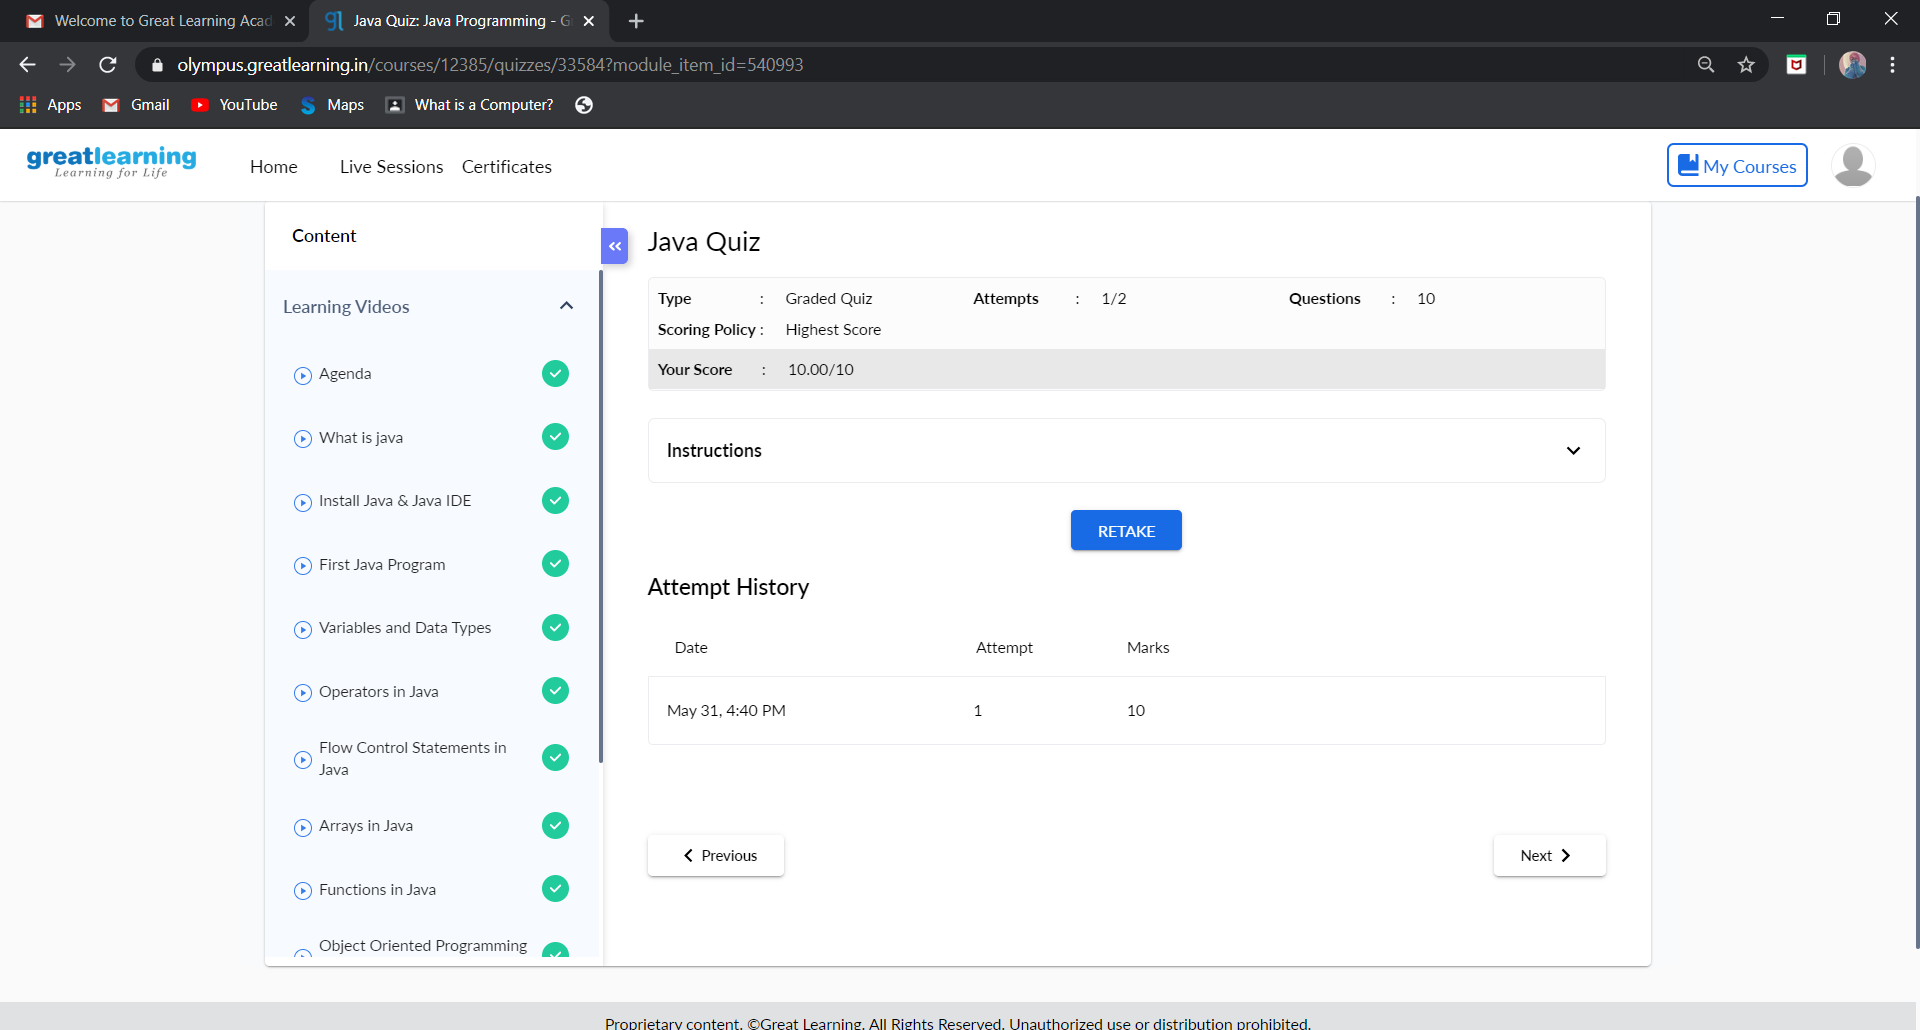 Welcome to Great Learning Acad
Java Quiz: Java Programming - G
olympus.greatlearning.in/courses/12385/quizzes/33584?module_item_id=540993
Apps Gmail YouTube Maps What is a Computer?
greatlearning
Learning for Life
Home Live Sessions Certificates My Courses
Content
Learning Videos
Agenda
What is java
Install Java & Java IDE
First Java Program
Variables and Data Types
Operators in Java
Flow Control Statements in
Java
Arrays in Java
Functions in Java
Object Oriented Programming
Java Quiz
Type : Graded Quiz Attempts : 1/2 Questions : 10
Scoring Policy : Highest Score
Your Score : 10.00/10
Instructions
RETAKE
Attempt History
Date Attempt Marks
May 31, 4:40 PM 1 10
Previous Next
Proprietary content. ©Great Learning. All Rights Reserved. Unauthorized use or distribution prohibited.